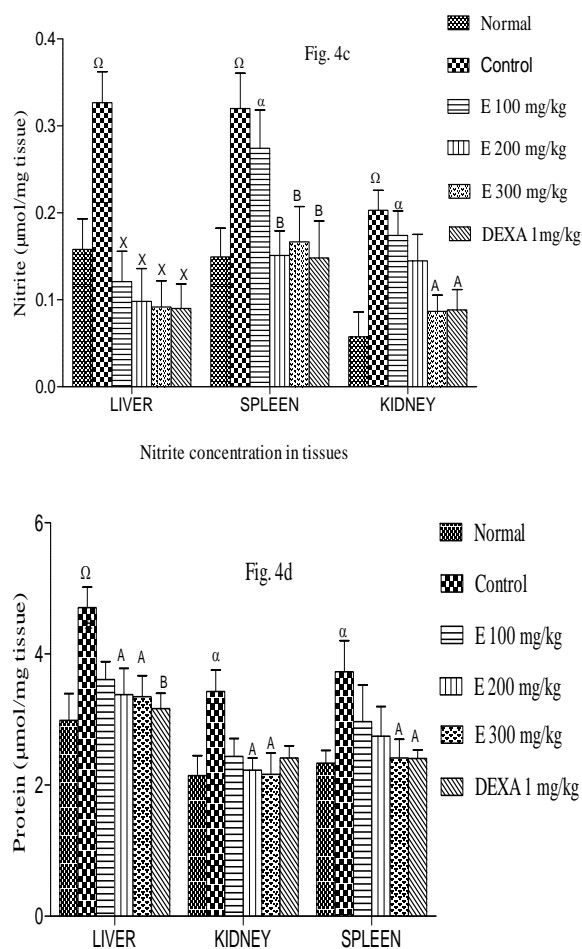 Fig. 4c
Nitrite (µmol/mg tissue)
0.4
0.3
0.2
0.1
0.0
Ω
X
X
X
X
Ω
α
B
B
B
Ω
α
A
A
LIVER
SPLEEN
KIDNEY
Normal
Control
E 100 mg/kg
E 200 mg/kg
E 300 mg/kg
DEXA 1mg/kg
Nitrite concentration in tissues
Fig. 4d
Protein (µmol/mg tissue)
6
4
2
0
Ω
A
A
B
α
A
A
α
A
A
LIVER
KIDNEY
SPLEEN
Normal
Control
E 100 mg/kg
E 200 mg/kg
E 300 mg/kg
DEXA 1 mg/kg